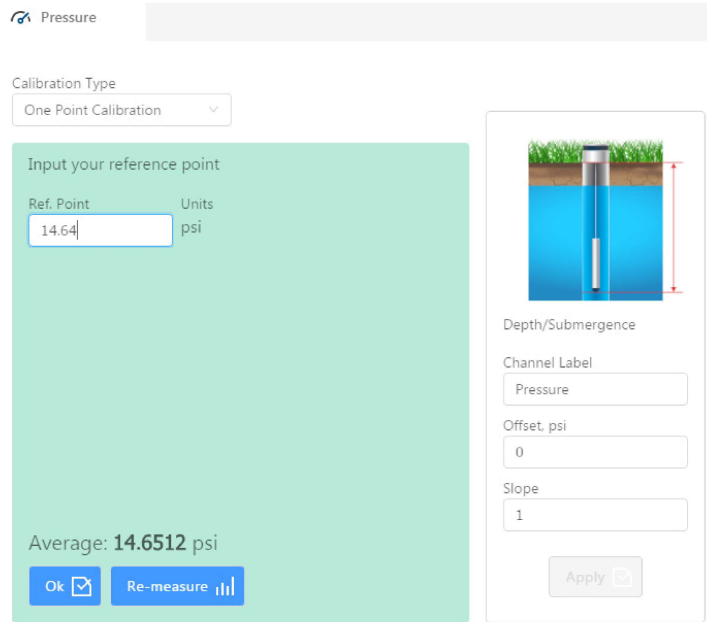 Pressure
Calibration Type
One Point Calibration
Input your reference point
Ref. Point Units
14.64 psi
Average: 14.6512 psi
Ok Re-measure
Depth/Submergence
Channel Label
Pressure
Offset, psi
0
Slope
1
Apply